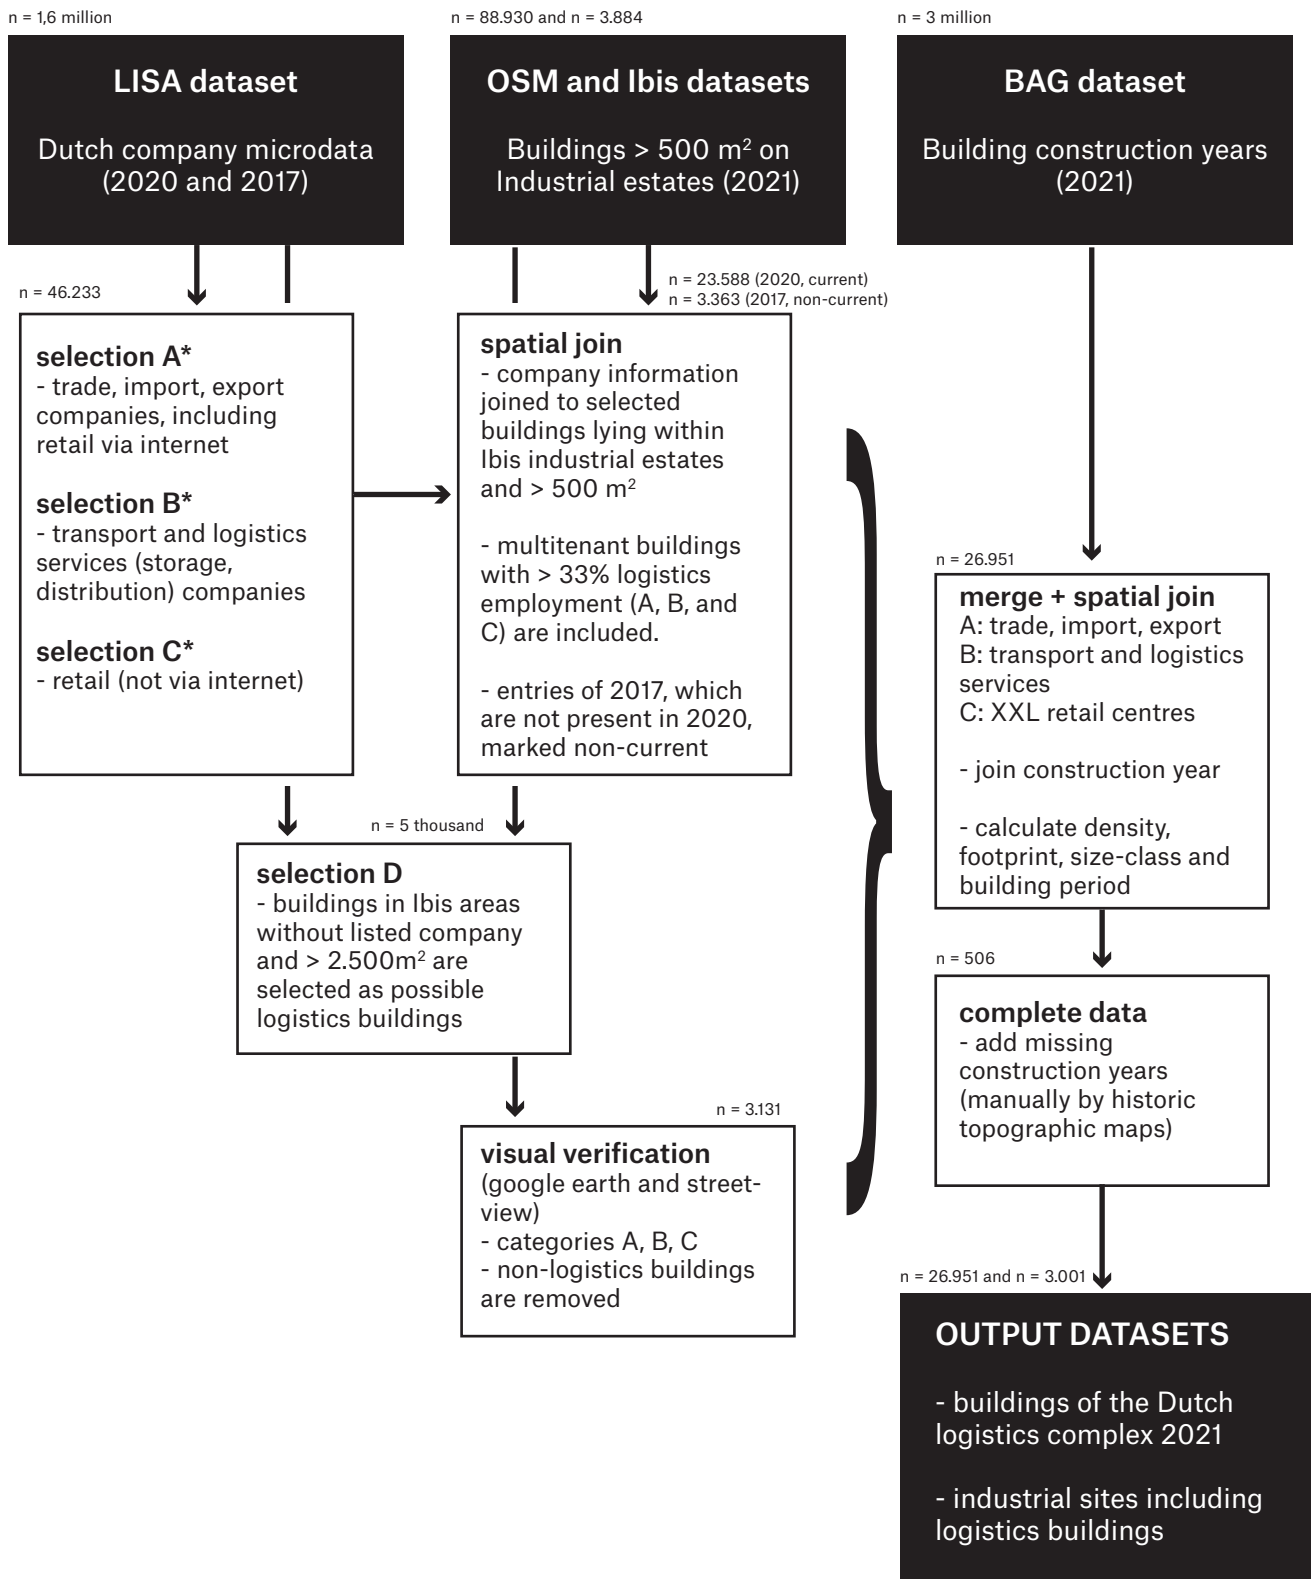 n = 1,6 million
LISA dataset
Dutch company microdata
(2020 and 2017)
n = 88.930 and n = 3.884
OSM and Ibis datasets
Buildings > 500 m² on
Industrial estates (2021)
n = 3 million
BAG dataset
Building construction years
(2021)
n = 46.233
selection A*
- trade, import, export
companies, including
retail via internet
selection B*
- transport and logistics
services (storage,
distribution) companies
selection C*
- retail (not via internet)
n = 23.588 (2020, current)
n = 3.363 (2017, non-current)
spatial join
- company information
joined to selected
buildings lying within
Ibis industrial estates
and > 500 m²
- multitenant buildings
with > 33% logistics
employment (A, B, and
C) are included.
- entries of 2017, which
are not present in 2020,
marked non-current
n = 5 thousand
selection D
- buildings in Ibis areas
without listed company
and > 2.500m² are
selected as possible
logistics buildings
n = 3.131
visual verification
(google earth and street-
view)
- categories A, B, C
- non-logistics buildings
are removed
n = 26.951
merge + spatial join
A: trade, import, export
B: transport and logistics
services
C: XXL retail centres
- join construction year
- calculate density,
footprint, size-class and
building period
n = 506
complete data
- add missing
construction years
(manually by historic
topographic maps)
n = 26.951 and n = 3.001
OUTPUT DATASETS
- buildings of the Dutch
logistics complex 2021
- industrial sites including
logistics buildings